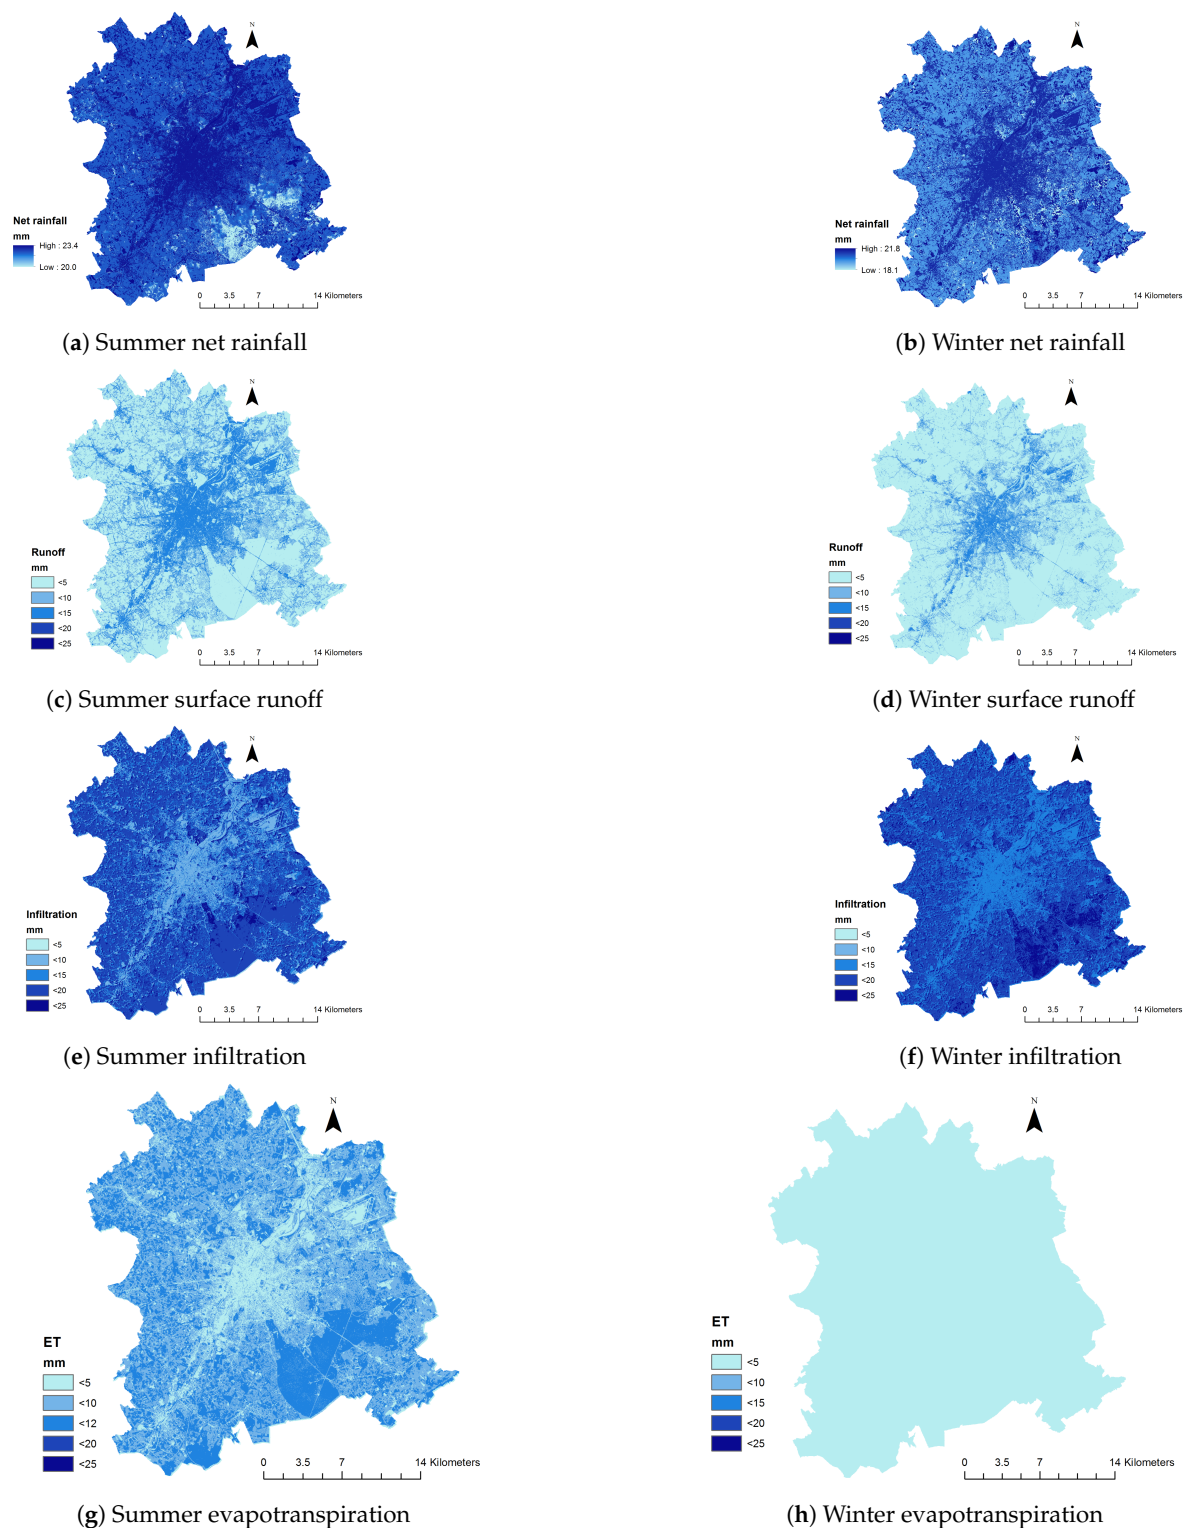 N
N
Net rainfall
mm
High : 23.4
Low : 20.0
0 3.5 7 14 Kilometers
Net rainfall
mm
High : 21.8
Low : 18.1
0 3.5 7 14 Kilometers
(a) Summer net rainfall
(b) Winter net rainfall
N
N
Runoff
mm
<5
<10
<15
<20
<25
0 3.5 7 14 Kilometers
Runoff
mm
<5
<10
<15
<20
<25
0 3.5 7 14 Kilometers
(c) Summer surface runoff
(d) Winter surface runoff
N
N
Infiltration
mm
<5
<10
<15
<20
<25
0 3.5 7 14 Kilometers
Infiltration
mm
<5
<10
<15
<20
<25
0 3.5 7 14 Kilometers
(e) Summer infiltration
(f) Winter infiltration
N
N
ET
mm
<5
<10
<12
<20
<25
0 3.5 7 14 Kilometers
ET
mm
<5
<10
<15
<20
<25
0 3.5 7 14 Kilometers
(g) Summer evapotranspiration
(h) Winter evapotranspiration